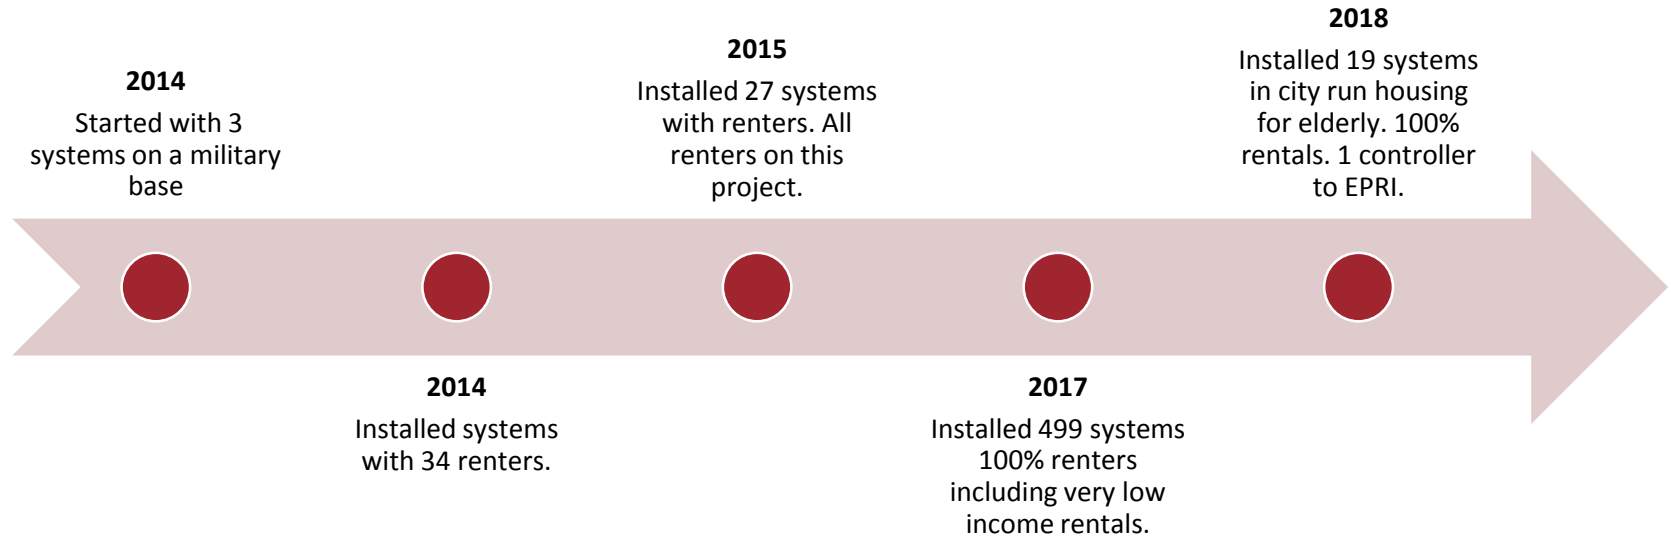 2014
Started with 3
systems on a military
base
2014
Installed systems
with 34 renters.
2015
Installed 27 systems
with renters. All
renters on this
project.
2017
Installed 499 systems
100% renters
including very low
income rentals.
2018
Installed 19 systems
in city run housing
for elderly. 100%
rentals. 1 controller
to EPRI.